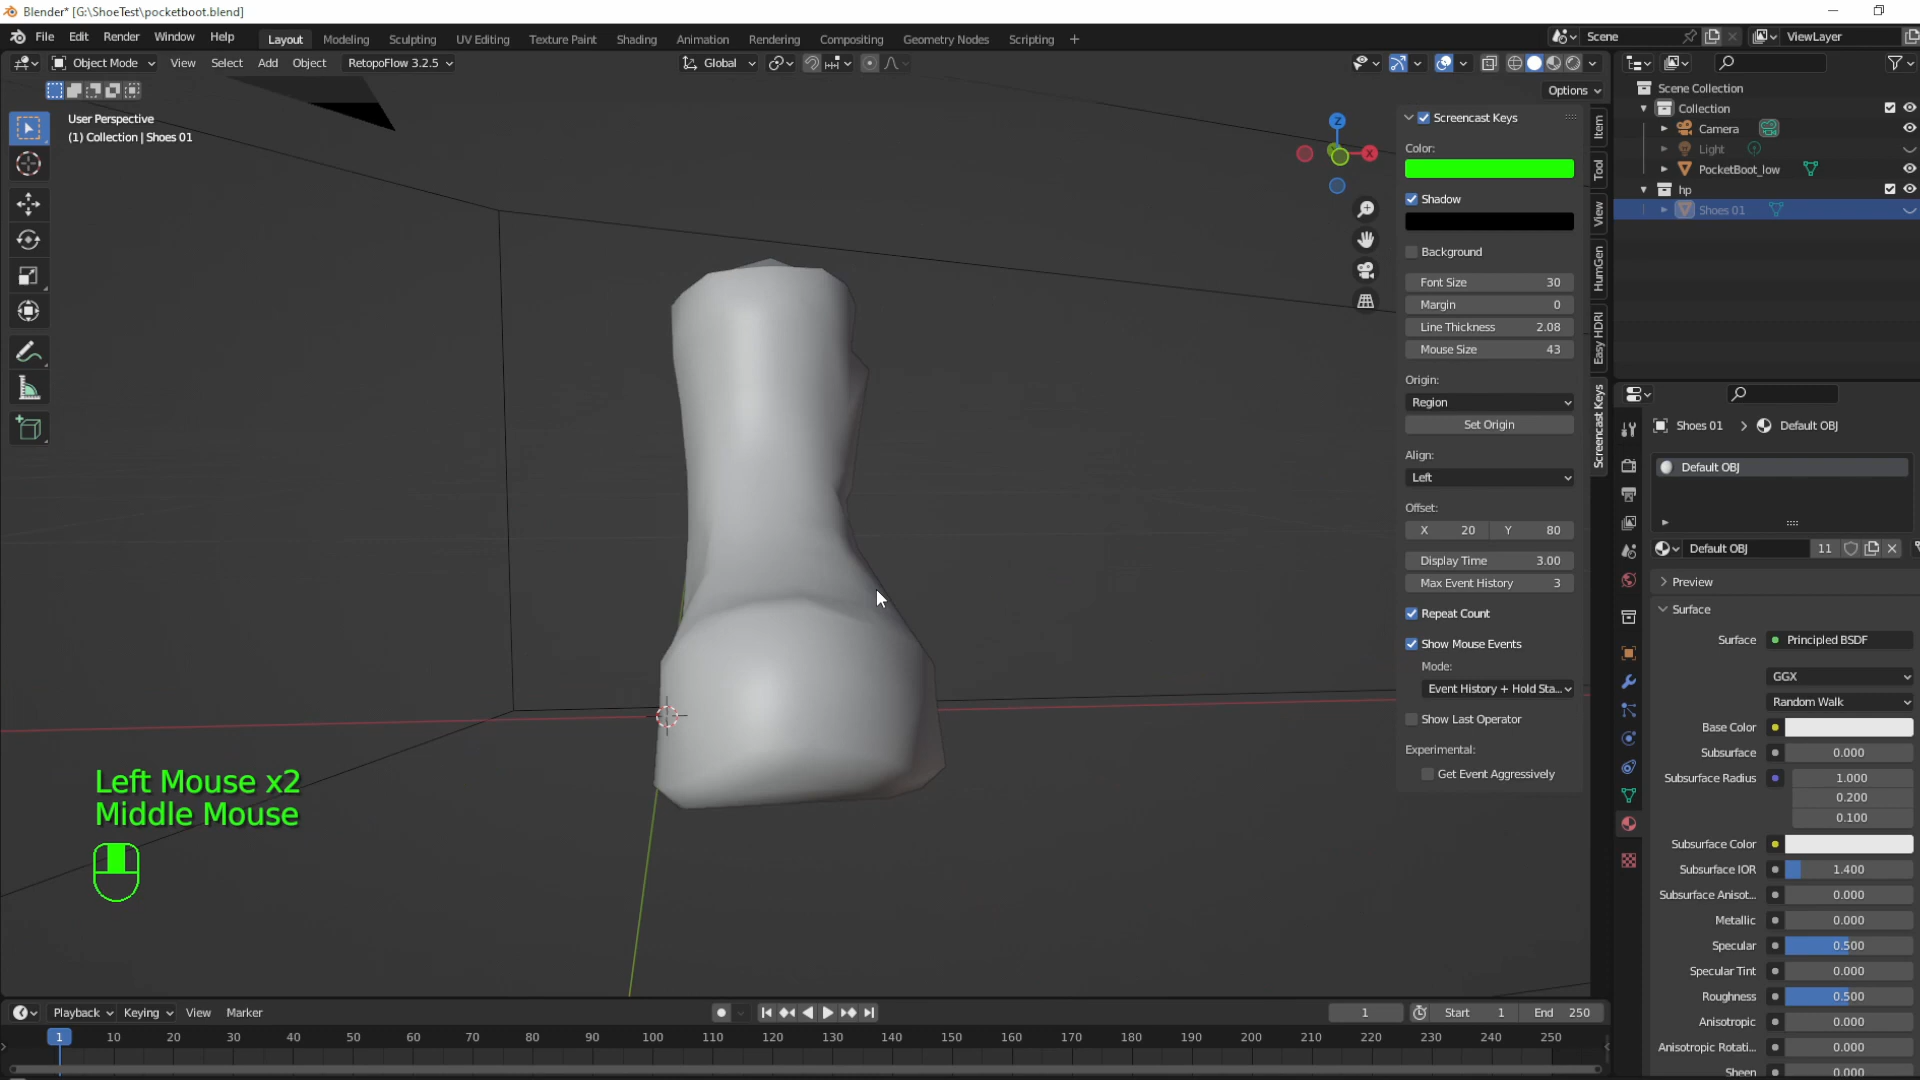 Blender* [G:\ShoeTest\pocketboot.blend]
File Edit Render Window Help Layout Modeling Sculpting UV Editing Texture Paint Shading Animation Rendering Compositing Geometry Nodes Scripting + Scene ViewLayer
Object Mode View Select Add Object RetopoFlow 3.2.5 Global
Options
User Perspective
(1) Collection | Shoes 01
Z
X
Screencast Keys
Color:
Shadow
Background
Font Size 30
Margin 0
Line Thickness 2.08
Mouse Size 43
Origin:
Region
Set Origin
Align:
Left
Offset:
X 20 Y 80
Display Time 3.00
Max Event History 3
Repeat Count
Show Mouse Events
Mode:
Event History + Hold Sta...
Show Last Operator
Experimental:
Get Event Aggressively
Item
Tool
View
HumGen
Easy HDRI
Screencast Keys
Scene Collection
Collection
Camera
Light
PocketBoot_low
hp
Shoes 01
Shoes 01 > Default OBJ
Default OBJ
Default OBJ 11
Preview
Surface
Surface Principled BSDF
GGX
Random Walk
Base Color
Subsurface 0.000
Subsurface Radius 1.000
0.200
0.100
Subsurface Color
Subsurface IOR 1.400
Subsurface Anisot... 0.000
Metallic 0.000
Specular 0.500
Specular Tint 0.000
Roughness 0.500
Anisotropic 0.000
Anisotropic Rotati... 0.000
Sheen 0.000
Left Mouse x2
Middle Mouse
Playback Keying View Marker 1 Start 1 End 250
1 10 20 30 40 50 60 70 80 90 100 110 120 130 140 150 160 170 180 190 200 210 220 230 240 250